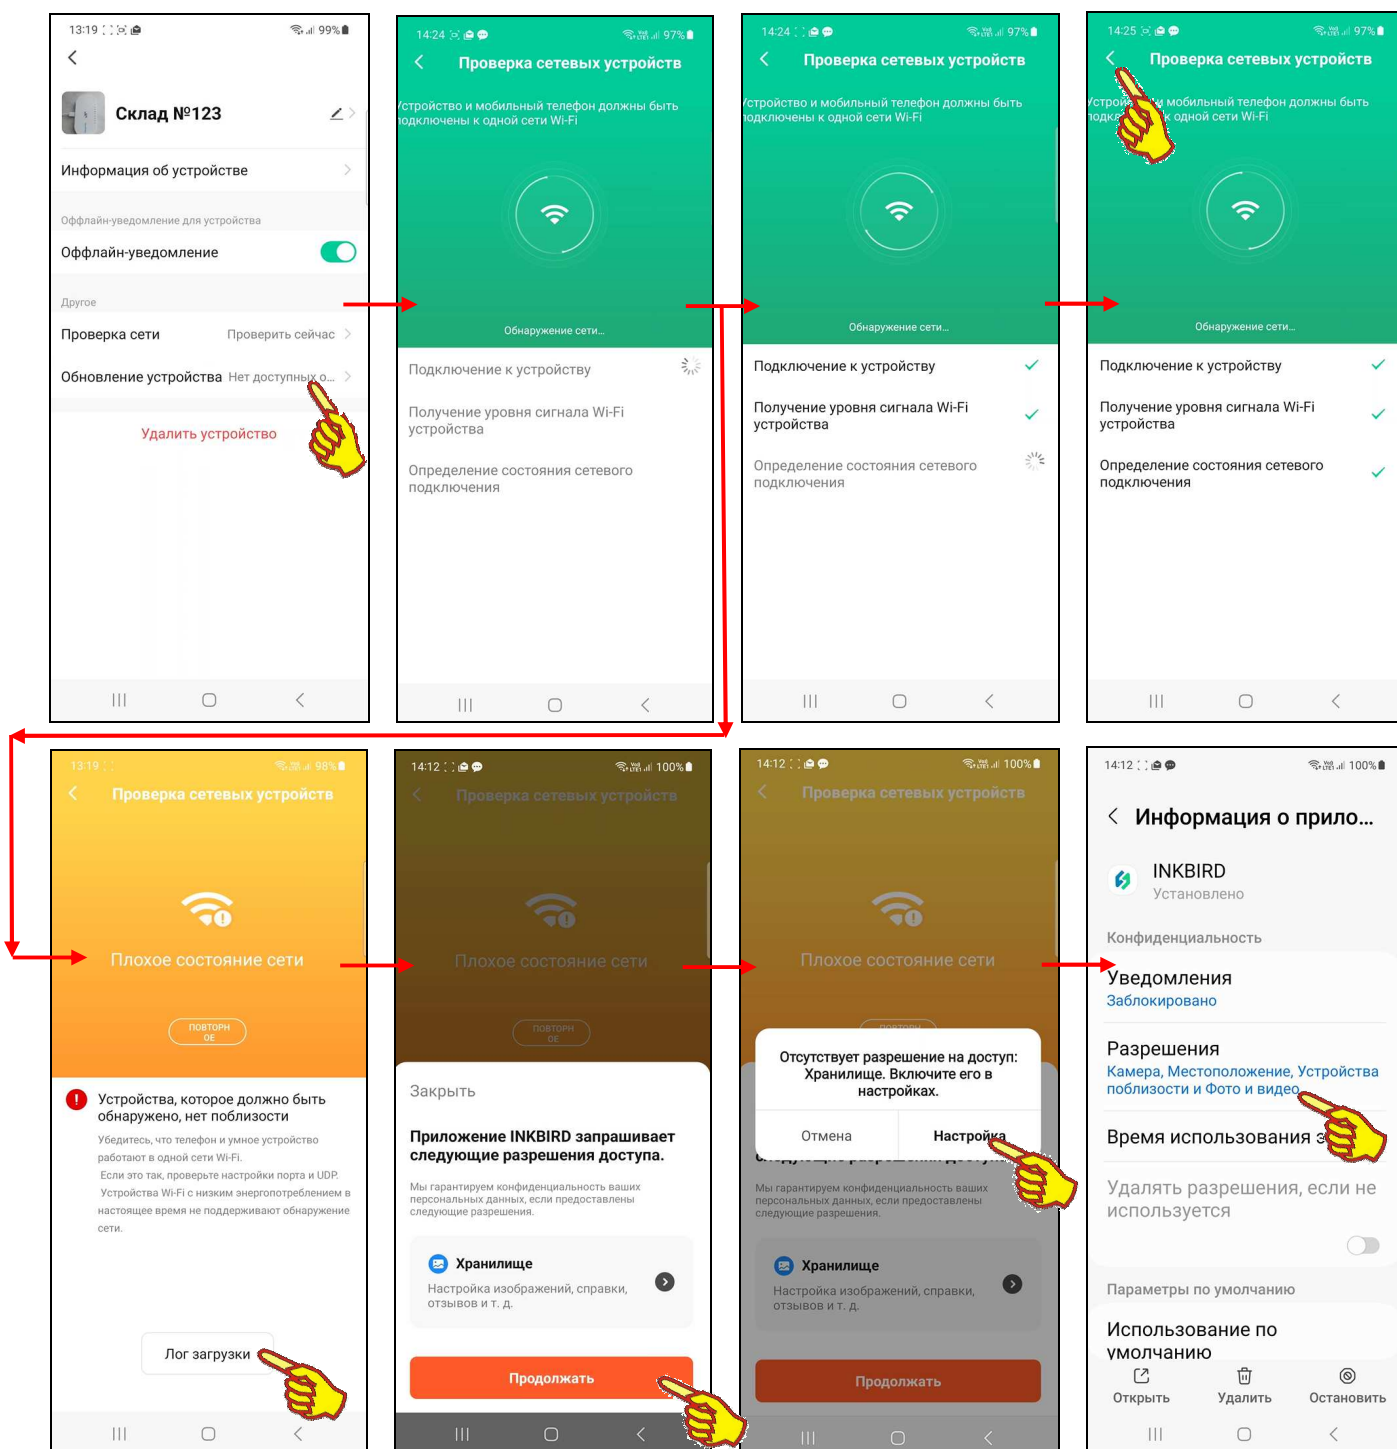 13:19
99%
Склад №123
Информация об устройстве
Оффлайн-уведомление для устройства
Оффлайн-уведомление
Другое
Проверка сети Проверить сейчас
Обновление устройства Нет доступных о...
Удалить устройство
14:24
97%
Проверка сетевых устройств
Устройство и мобильный телефон должны быть
подключены к одной сети Wi-Fi
Обнаружение сети...
Подключение к устройству
Получение уровня сигнала Wi-Fi
устройства
Определение состояния сетевого
подключения
14:24
97%
Проверка сетевых устройств
Устройство и мобильный телефон должны быть
подключены к одной сети Wi-Fi
Обнаружение сети...
Подключение к устройству
Получение уровня сигнала Wi-Fi
устройства
Определение состояния сетевого
подключения
14:25
97%
Проверка сетевых устройств
и мобильный телефон должны быть
к одной сети Wi-Fi
Обнаружение сети...
Подключение к устройству
Получение уровня сигнала Wi-Fi
устройства
Определение состояния сетевого
подключения
13:19
98%
Проверка сетевых устройств
Плохое состояние сети
ПОВТОРН
ОЕ
Устройства, которое должно быть
обнаружено, нет поблизости
Убедитесь, что телефон и умное устройство
работают в одной сети Wi-Fi.
Если это так, проверьте настройки порта и UDP.
Устройства Wi-Fi с низким энергопотреблением в
настоящее время не поддерживают обнаружение
сети.
Лог загрузки
14:12
100%
Проверка сетевых устройств
Плохое состояние сети
ПОВТОРН
ОЕ
Закрыть
Приложение INKBIRD запрашивает
следующие разрешения доступа.
Мы гарантируем конфиденциальность ваших
персональных данных, если предоставлены
следующие разрешения.
Хранилище
Настройка изображений, справки,
отзывов и т. д.
Продолжать
14:12
100%
Проверка сетевых устройств
Плохое состояние сети
ПОВТОРН
Отсутствует разрешение на доступ:
Хранилище. Включите его в
настройках.
Отмена Настройка
следующие разрешения доступа.
Мы гарантируем конфиденциальность ваших
персональных данных, если предоставлены
следующие разрешения.
Хранилище
Настройка изображений, справки,
отзывов и т. д.
Продолжать
14:12
100%
Информация о прило...
INKBIRD
Установлено
Конфиденциальность
Уведомления
Заблокировано
Разрешения
Камера, Местоположение, Устройства
поблизости и Фото и видео
Время использования
Удалять разрешения, если не
используется
Параметры по умолчанию
Использование по
умолчанию
Открыть Удалить Остановить